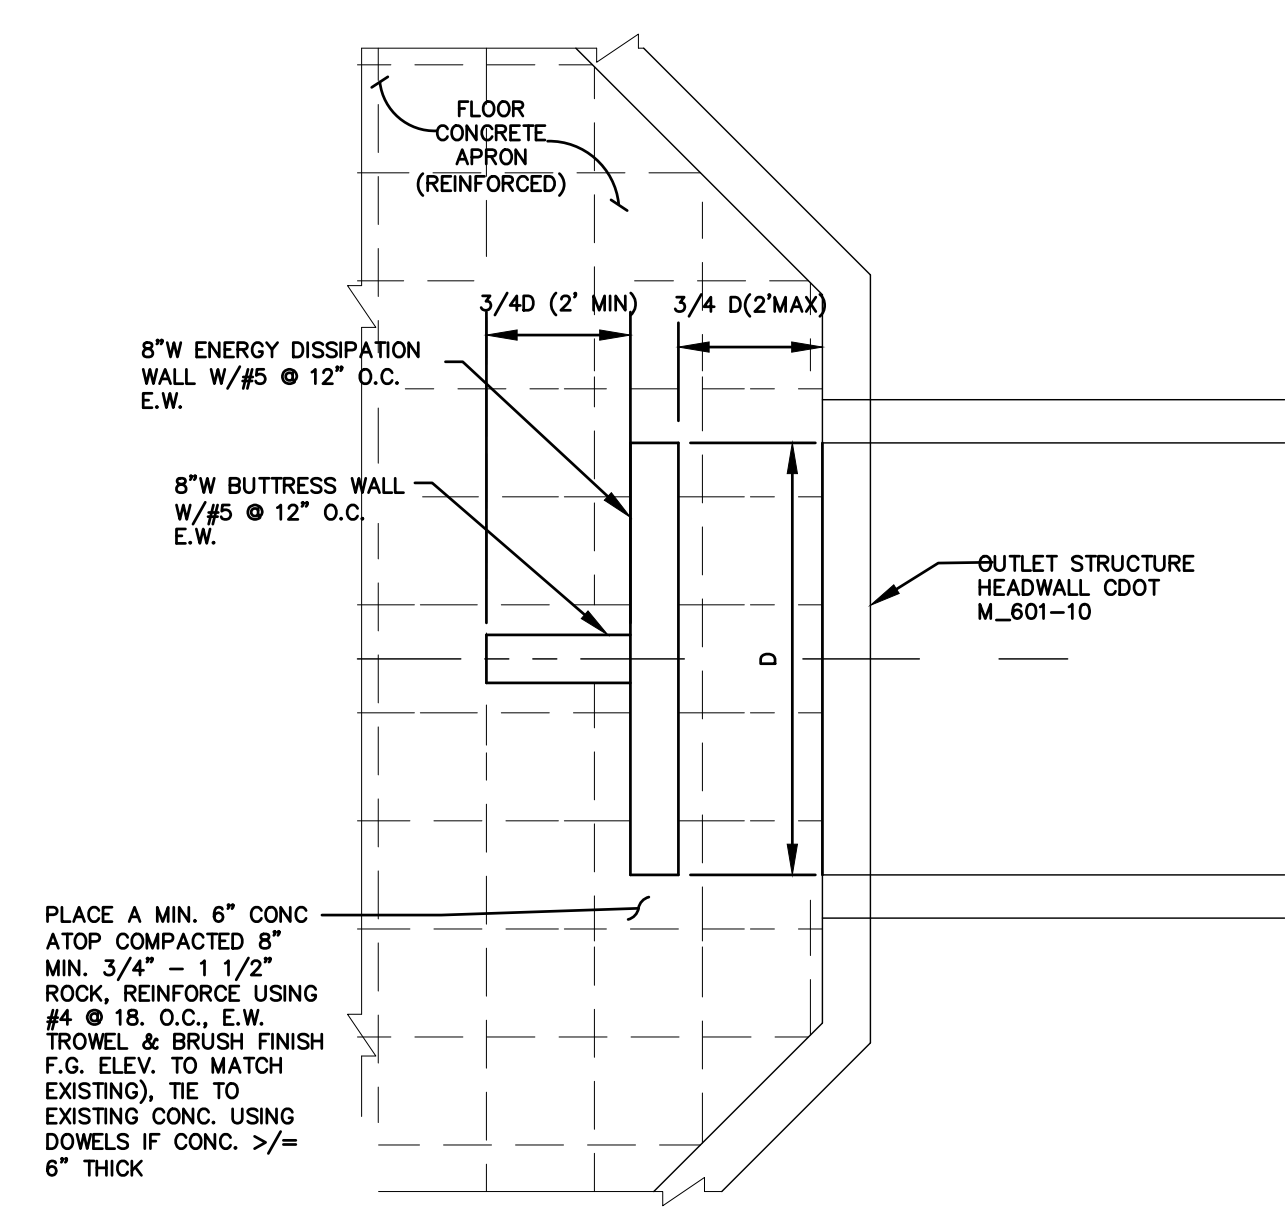 FLOOR
CONCRETE
APRON
(REINFORCED)
3/4D (2' MIN)
3/4 D(2'MAX)
8"W ENERGY DISSIPATION
WALL W/#5 @ 12" O.C.
E.W.
8"W BUTTRESS WALL
W/#5 @ 12" O.C.
E.W.
OUTLET STRUCTURE
HEADWALL CDOT
M_601-10
D
PLACE A MIN. 6" CONC
ATOP COMPACTED 8"
MIN. 3/4" - 1 1/2"
ROCK, REINFORCE USING
#4 @ 18. O.C., E.W.
TROWEL & BRUSH FINISH
F.G. ELEV. TO MATCH
EXISTING), TIE TO
EXISTING CONC. USING
DOWELS IF CONC. >/=
6" THICK